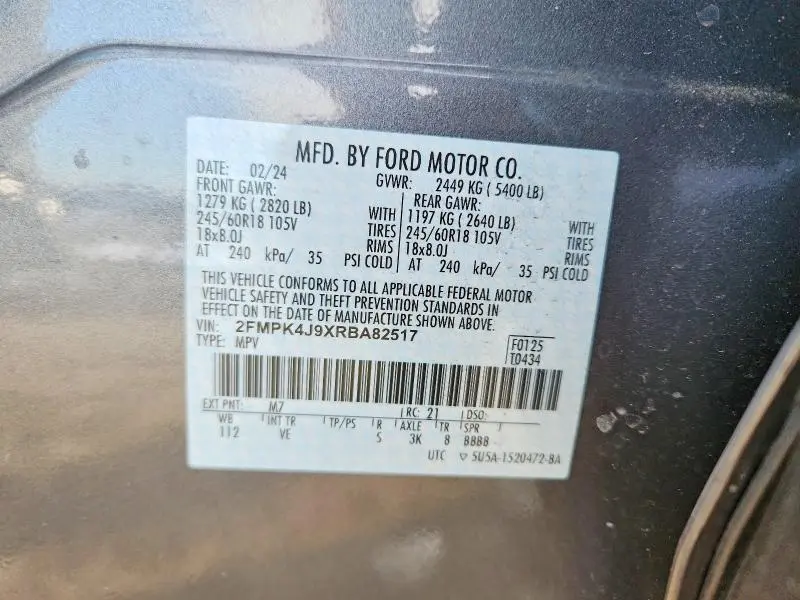 MFD. BY FORD MOTOR CO.
DATE: 02/24 GVWR: 2449 KG ( 5400 LB)
FRONT GAWR: REAR GAWR:
1279 KG ( 2820 LB) WITH 1197 KG ( 2640 LB) WITH
245/60R18 105V TIRES 245/60R18 105V TIRES
18x8.0J RIMS 18x8.0J RIMS
AT 240 kPa/ 35 PSI COLD AT 240 kPa/ 35 PSI COLD
THIS VEHICLE CONFORMS TO ALL APPLICABLE FEDERAL MOTOR
VEHICLE SAFETY AND THEFT PREVENTION STANDARDS IN
EFFECT ON THE DATE OF MANUFACTURE SHOWN ABOVE.
VIN: 2FMPK4J9XRBA82517
TYPE: MPV
F0125
T0434
EXT PNT: M7 RC: 21 DSO:
WB INT TR TP/PS R AXLE TR SPR
112 VE S 3K 8 BBBB
UTC ▽ 5U5A-1520472-BA